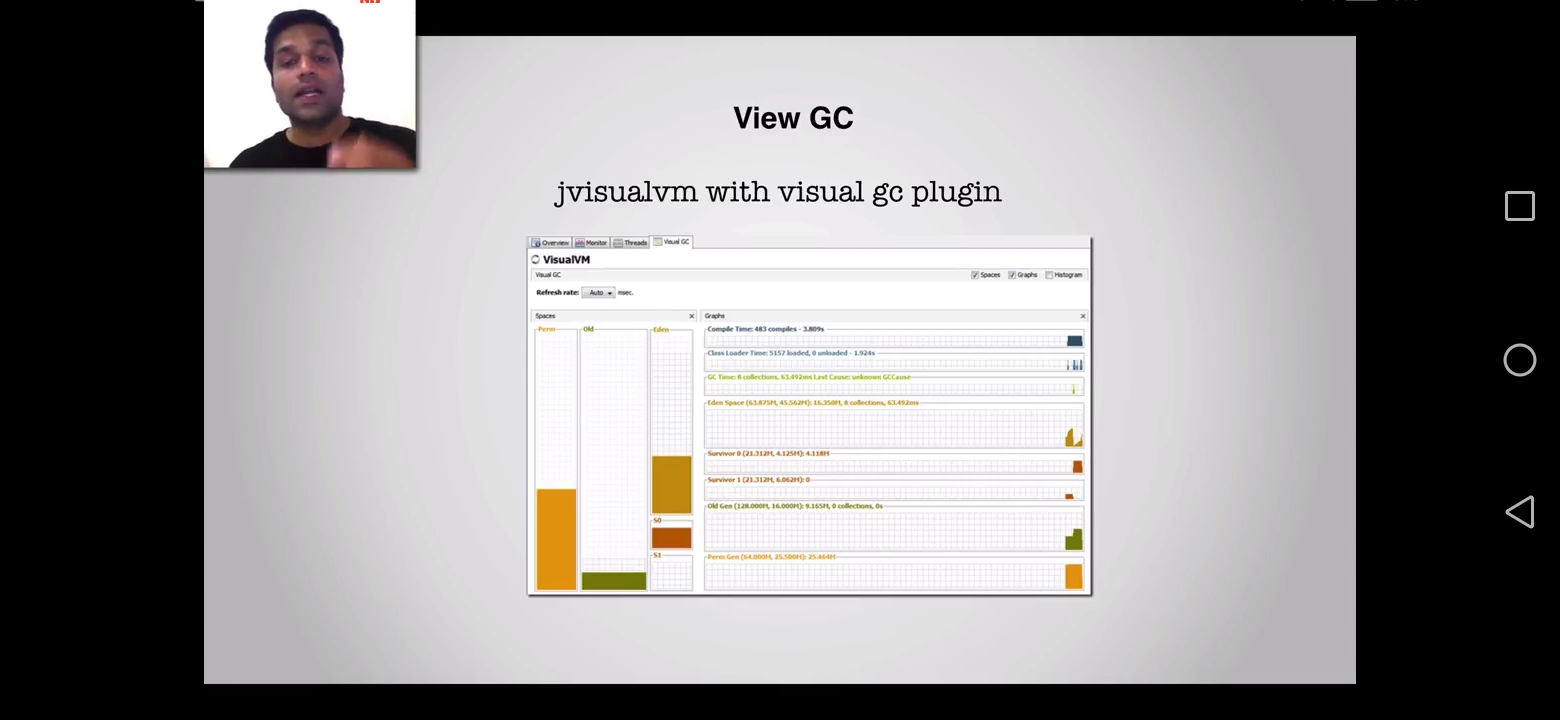 View GC
jvisualvm with visual gc plugin
Overview Monitor Threads Visual GC
VisualVM
Visual GC Spaces Graphs Histogram
Refresh rate: Auto msec.
Spaces Graphs
Perm Old Eden
S0
S1
Compile Time: 483 compiles - 3.809s
Class Loader Time: 5157 loaded, 0 unloaded - 1.924s
GC Time: 8 collections, 63.492ms Last Cause: unknown GCCause
Eden Space (63.875M, 45.562M): 16.350M, 8 collections, 63.492ms
Survivor 0 (21.312M, 4.125M): 4.118M
Survivor 1 (21.312M, 6.062M): 0
Old Gen (128.000M, 16.000M): 9.165M, 0 collections, 0s
Perm Gen (64.000M, 25.500M): 25.464M